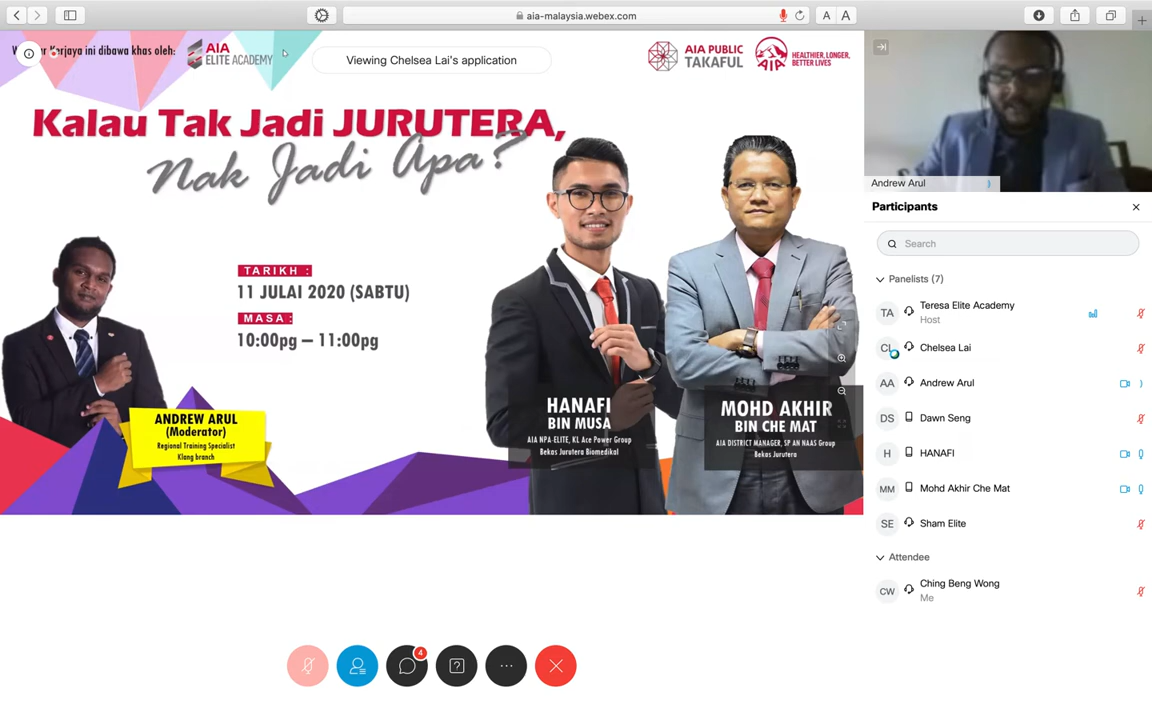 aia-malaysia.webex.com
A A
Kerjaya ini dibawa khas oleh:
AIA
ELITE ACADEMY
Viewing Chelsea Lai's application
AIA PUBLIC
TAKAFUL
AIA
HEALTHIER, LONGER,
BETTER LIVES
Kalau Tak Jadi JURUTERA,
Nak Jadi Apa?
TARIKH :
11 JULAI 2020 (SABTU)
MASA :
10:00pg – 11:00pg
ANDREW ARUL
(Moderator)
Regional Training Specialist
Klang branch
HANAFI
BIN MUSA
AIA NPA-ELITE, KL Ace Power Group
Bekas Jurutera Biomedikal
MOHD AKHIR
BIN CHE MAT
AIA DISTRICT MANAGER, SP AN NAAS Group
Bekas Jurutera
Andrew Arul
Participants
Search
Panelists (7)
TA Teresa Elite Academy
Host
CL Chelsea Lai
AA Andrew Arul
DS Dawn Seng
H HANAFI
MM Mohd Akhir Che Mat
SE Sham Elite
Attendee
CW Ching Beng Wong
Me
4